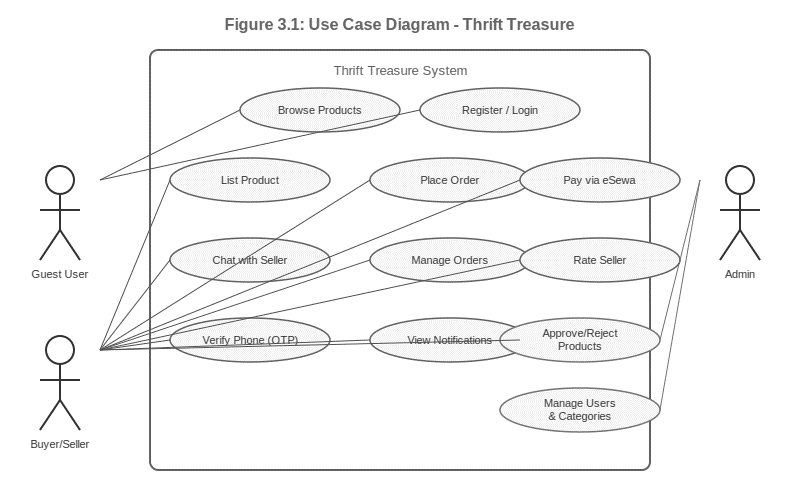 Figure 3.1: Use Case Diagram - Thrift Treasure
Thrift Treasure System
Browse Products
Register / Login
List Product
Place Order
Pay via eSewa
Guest User
Chat with Seller
Manage Orders
Rate Seller
Admin
Verify Phone (OTP)
View Notifications
Approve/Reject
Products
Manage Users
& Categories
Buyer/Seller